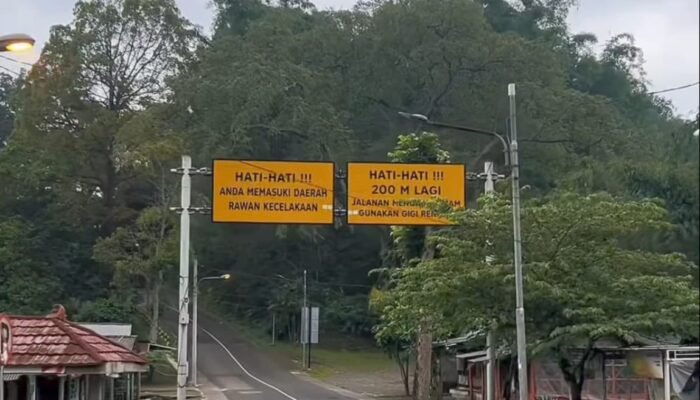 HATI-HATI !!!
ANDA MEMASUKI DAERAH
RAWAN KECELAKAAN
HATI-HATI !!!
200 M LAGI
JALANAN
GUNAKAN GIGI